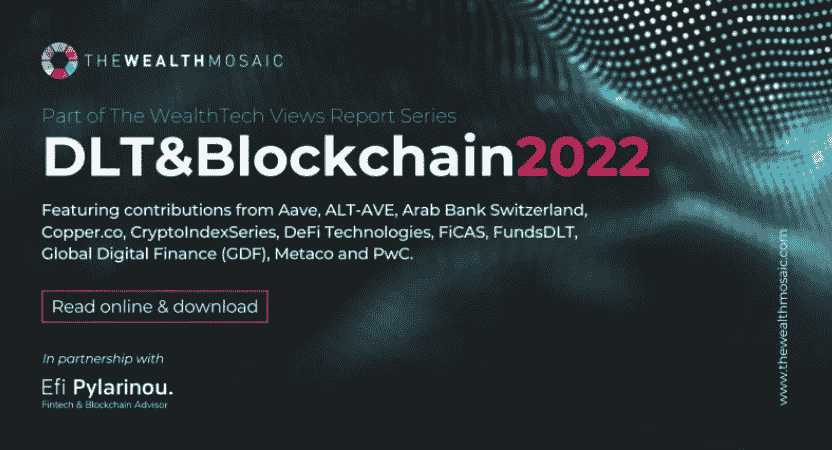 THEWEALTHMOSAIC
Part of The WealthTech Views Report Series
DLT&Blockchain2022
Featuring contributions from Aave, ALT-AVE, Arab Bank Switzerland,
Copper.co, CryptoIndexSeries, DeFi Technologies, FiCAS, FundsDLT,
Global Digital Finance (GDF), Metaco and PwC.
Read online & download
In partnership with
Efi Pylarinou.
Fintech & Blockchain Advisor
www.thewealthmosaic.com